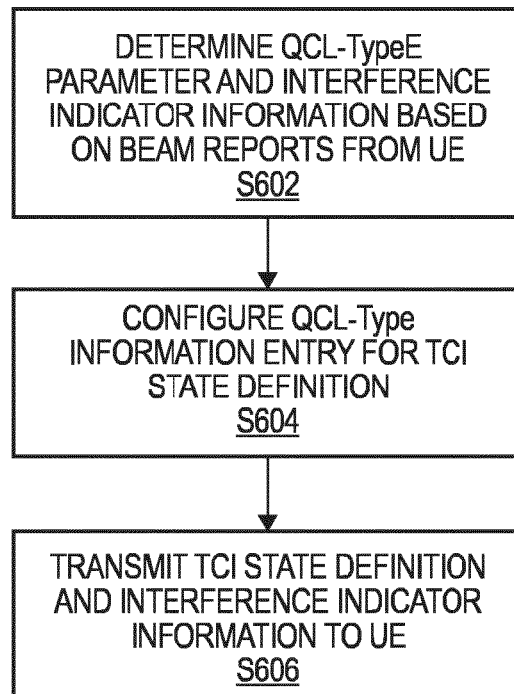 DETERMINE QCL-TypeE
PARAMETER AND INTERFERENCE
INDICATOR INFORMATION BASED
ON BEAM REPORTS FROM UE
S602
CONFIGURE QCL-Type
INFORMATION ENTRY FOR TCI
STATE DEFINITION
S604
TRANSMIT TCI STATE DEFINITION
AND INTERFERENCE INDICATOR
INFORMATION TO UE
S606